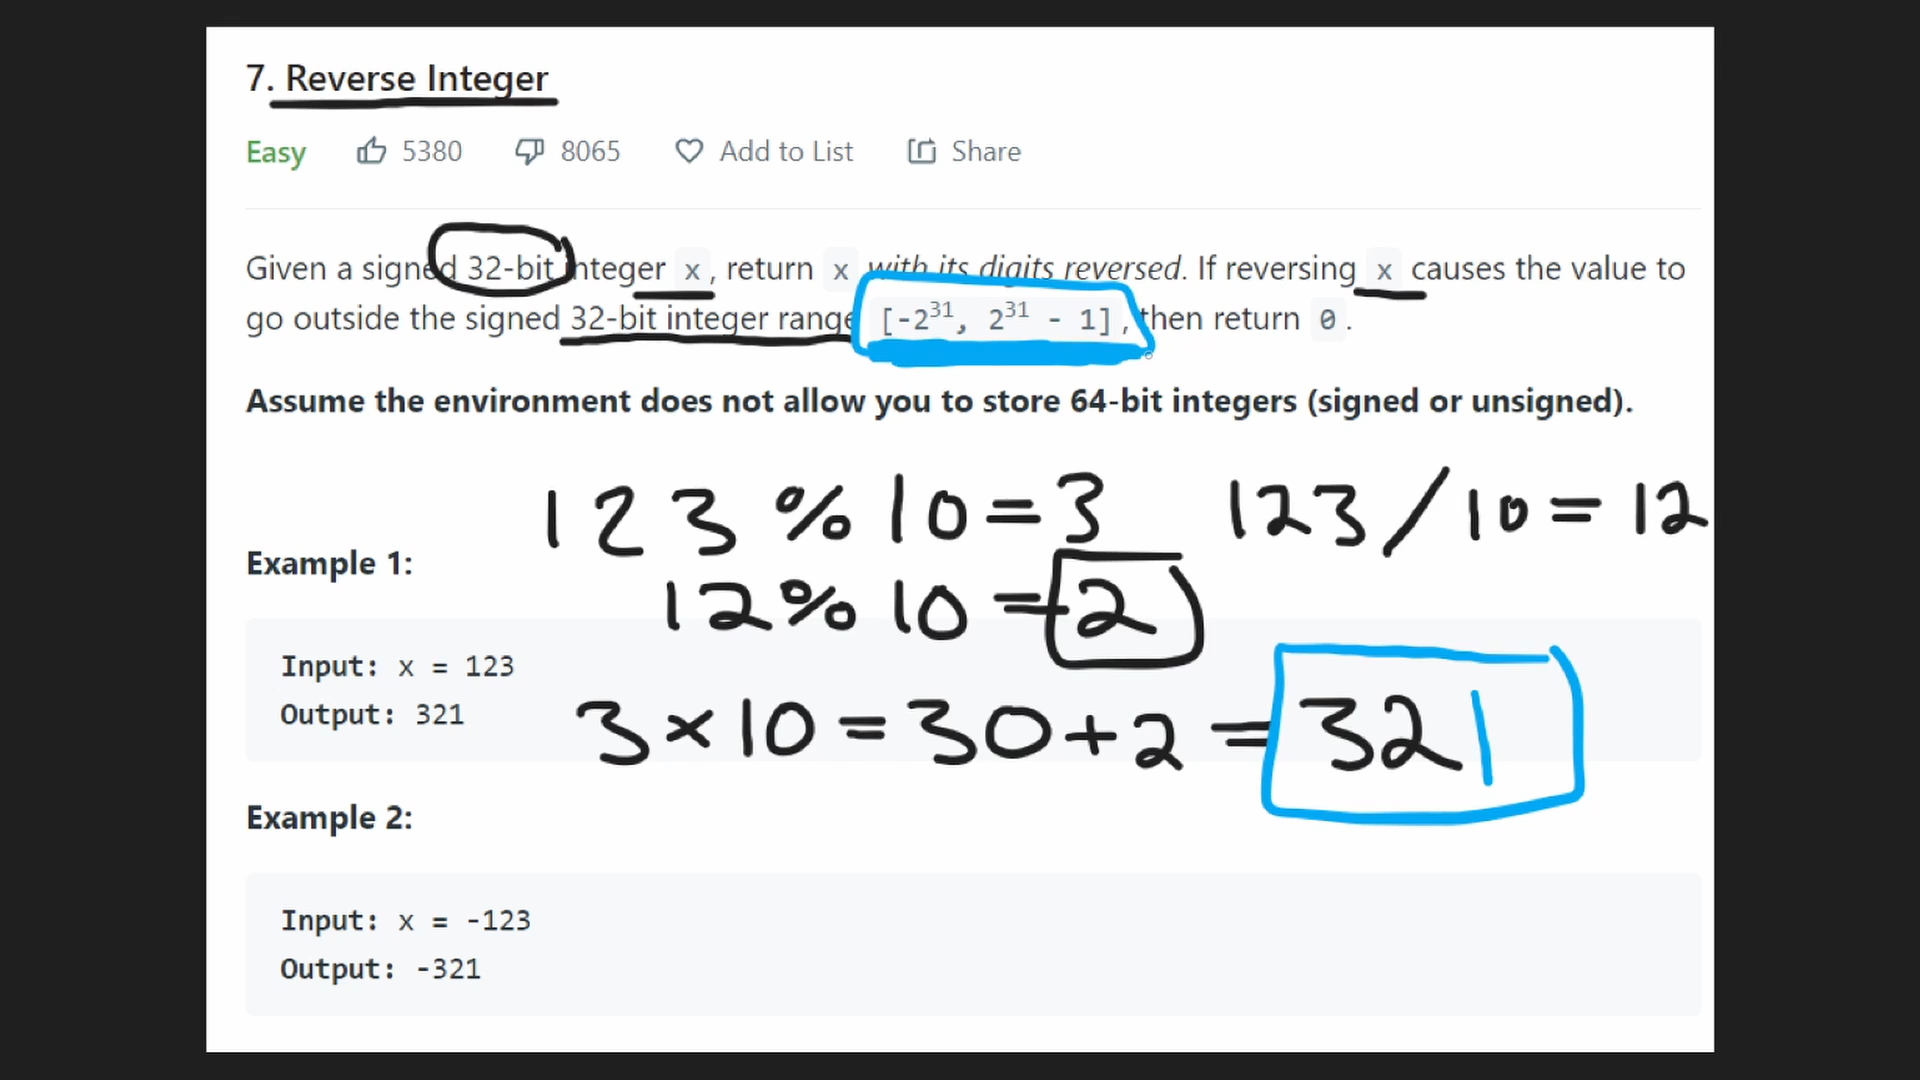 7. Reverse Integer
Easy 5380 8065 Add to List Share
Given a signed 32-bit integer x, return x with its digits reversed. If reversing x causes the value to
go outside the signed 32-bit integer range [-2³¹, 2³¹ - 1], then return 0.
Assume the environment does not allow you to store 64-bit integers (signed or unsigned).
123 % 10 = 3 123 / 10 = 12
Example 1:
12 % 10 = 2
Input: x = 123
Output: 321
3 × 10 = 30 + 2 = 321
Example 2:
Input: x = -123
Output: -321